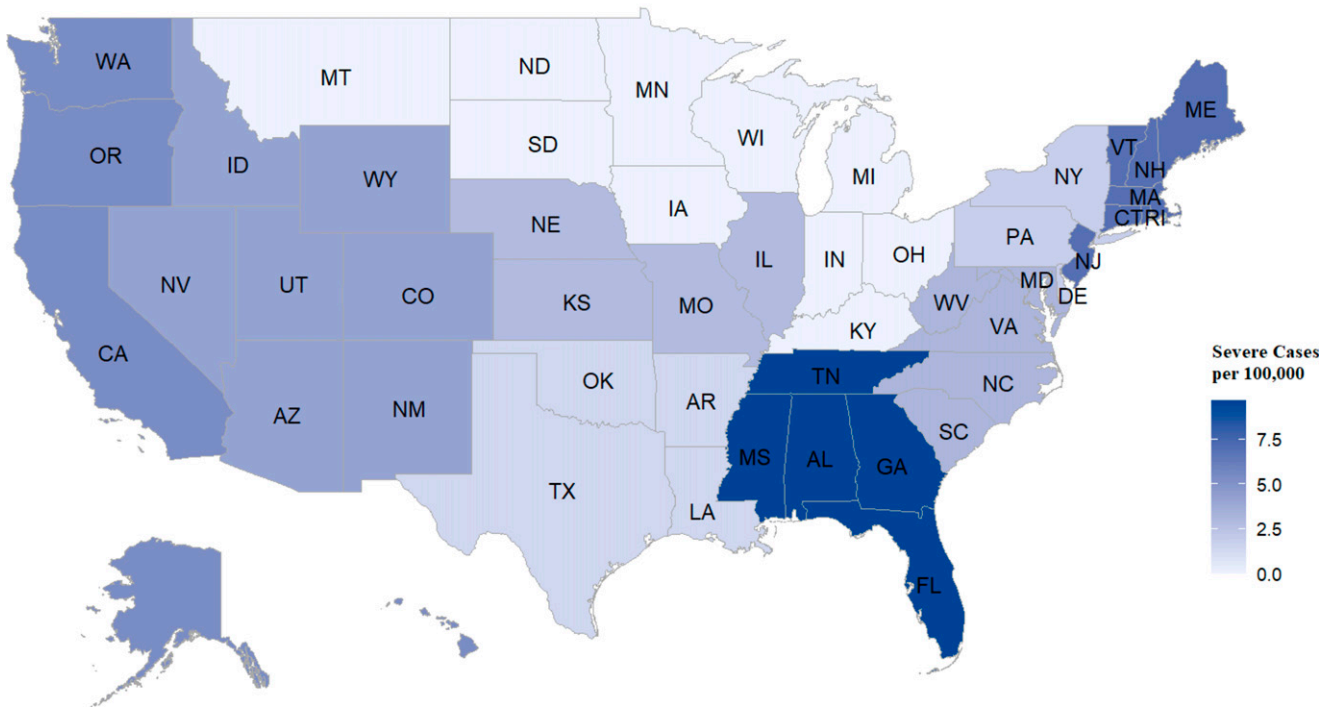 WA
MT
ND
MN
ME
OR
ID
WY
SD
WI
MI
NY
VT
NH
MA
CT
RI
NE
IA
PA
NJ
NV
UT
CO
KS
MO
IL
IN
OH
WV
MD
DE
VA
KY
CA
AZ
NM
OK
AR
TN
NC
SC
TX
LA
MS
AL
GA
FL
Severe Cases
per 100,000
7.5
5.0
2.5
0.0